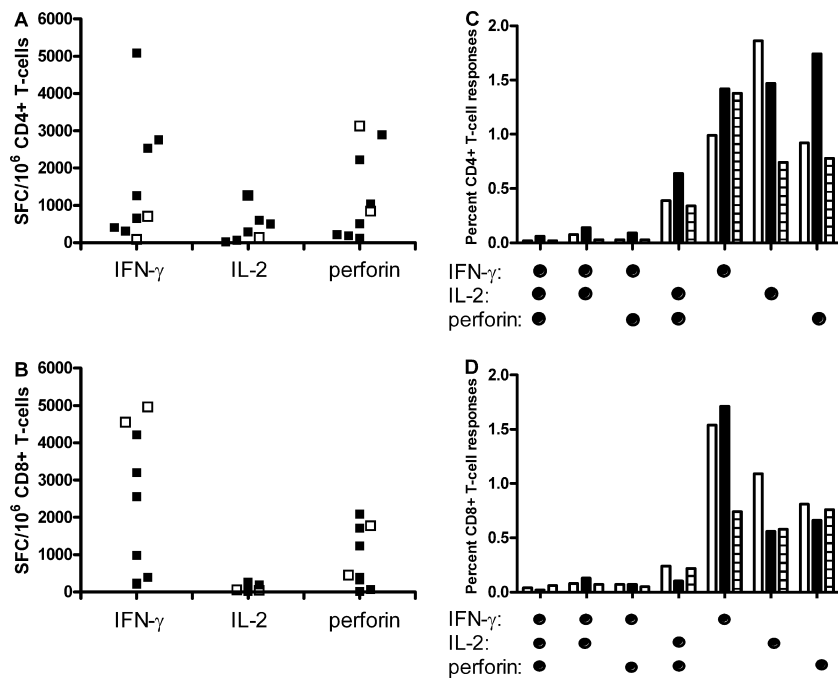 A
SFC/10⁶ CD4+ T-cells
6000
5000
4000
3000
2000
1000
0
IFN-γ IL-2 perforin
B
SFC/10⁶ CD8+ T-cells
6000
5000
4000
3000
2000
1000
0
IFN-γ IL-2 perforin
C
Percent CD4+ T-cell responses
2.0
1.5
1.0
0.5
0.0
IFN-γ:
IL-2:
perforin:
D
Percent CD8+ T-cell responses
2.0
1.5
1.0
0.5
0.0
IFN-γ:
IL-2:
perforin: